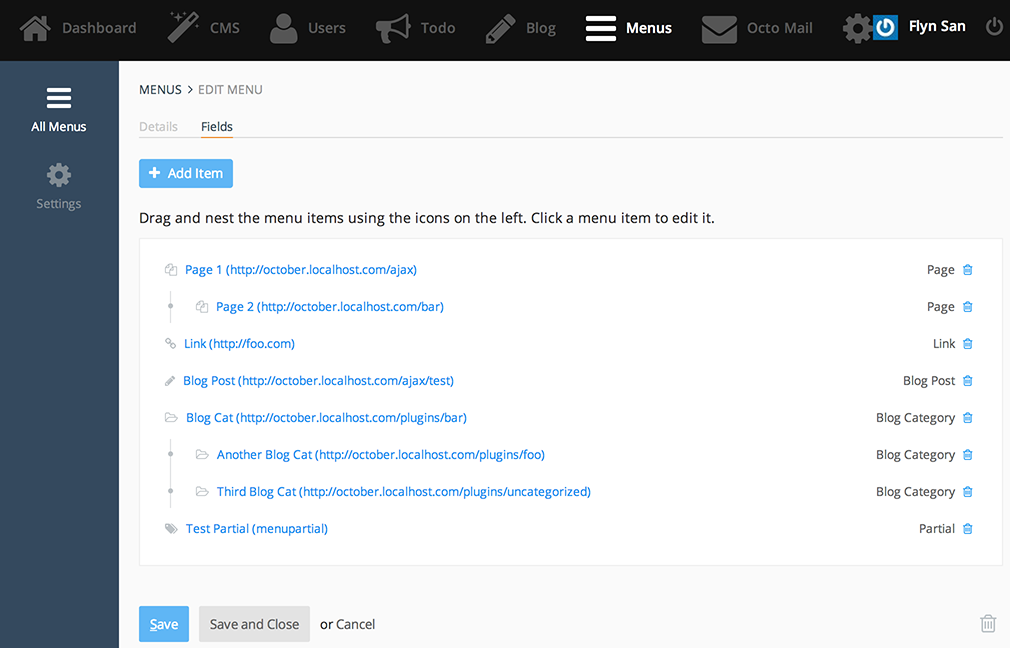 Dashboard CMS Users Todo Blog Menus Octo Mail Flyn San
All Menus
Settings
MENUS > EDIT MENU
Details Fields
+ Add Item
Drag and nest the menu items using the icons on the left. Click a menu item to edit it.
Page 1 (http://october.localhost.com/ajax) Page
Page 2 (http://october.localhost.com/bar) Page
Link (http://foo.com) Link
Blog Post (http://october.localhost.com/ajax/test) Blog Post
Blog Cat (http://october.localhost.com/plugins/bar) Blog Category
Another Blog Cat (http://october.localhost.com/plugins/foo) Blog Category
Third Blog Cat (http://october.localhost.com/plugins/uncategorized) Blog Category
Test Partial (menupartial) Partial
Save Save and Close or Cancel